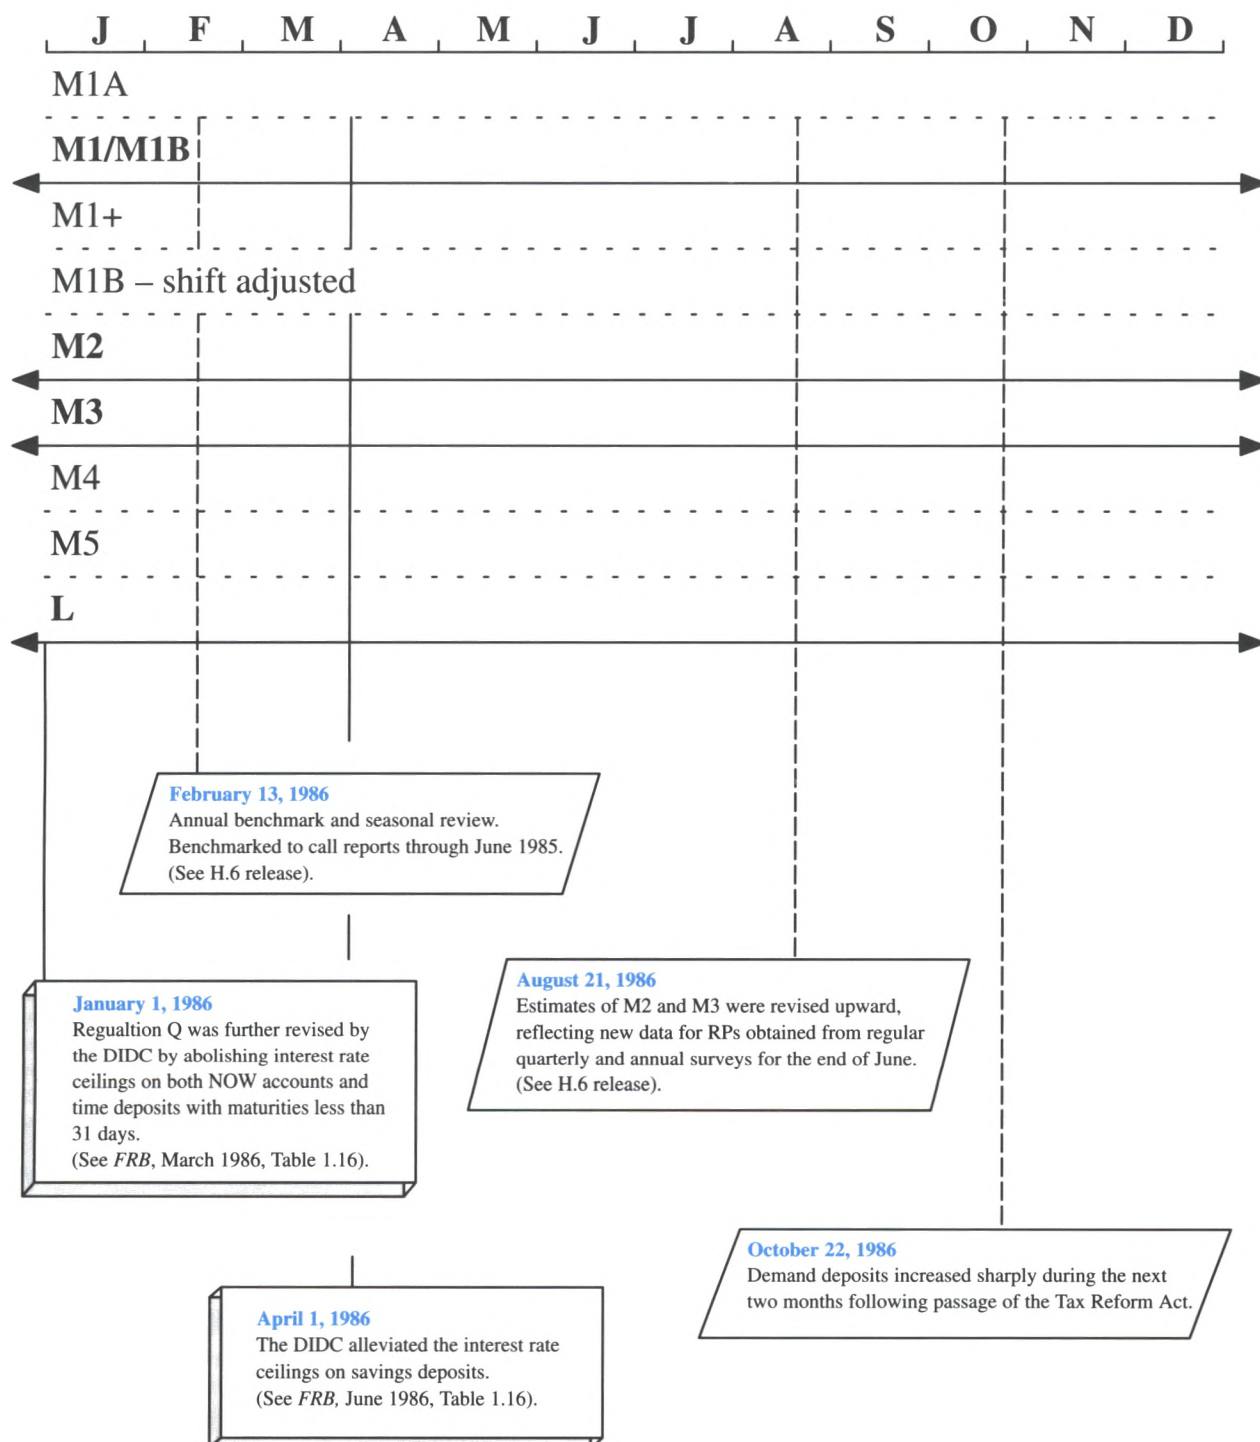 J F M A M J J A S O N D
M1A
M1/M1B
M1+
M1B – shift adjusted
M2
M3
M4
M5
L
February 13, 1986
Annual benchmark and seasonal review.
Benchmarked to call reports through June 1985.
(See H.6 release).
January 1, 1986
Regualtion Q was further revised by
the DIDC by abolishing interest rate
ceilings on both NOW accounts and
time deposits with maturities less than
31 days.
(See FRB, March 1986, Table 1.16).
August 21, 1986
Estimates of M2 and M3 were revised upward,
reflecting new data for RPs obtained from regular
quarterly and annual surveys for the end of June.
(See H.6 release).
October 22, 1986
Demand deposits increased sharply during the next
two months following passage of the Tax Reform Act.
April 1, 1986
The DIDC alleviated the interest rate
ceilings on savings deposits.
(See FRB, June 1986, Table 1.16).